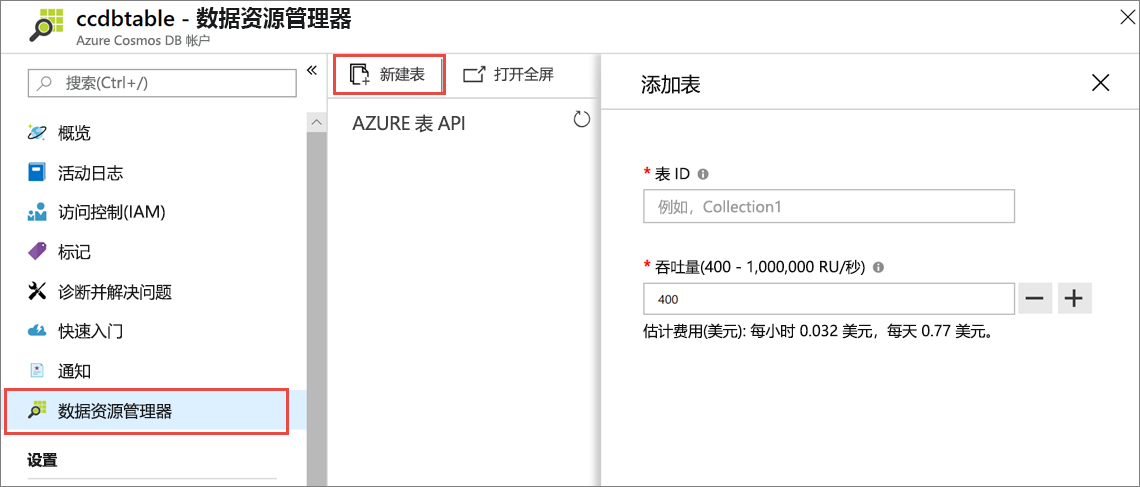 ccdbtable - 数据资源管理器
Azure Cosmos DB 帐户
搜索(Ctrl+/)
概览
活动日志
访问控制(IAM)
标记
诊断并解决问题
快速入门
通知
数据资源管理器
设置
新建表
打开全屏
AZURE 表 API
添加表
* 表 ID
例如，Collection1
* 吞吐量(400 - 1,000,000 RU/秒)
400
估计费用(美元): 每小时 0.032 美元，每天 0.77 美元。